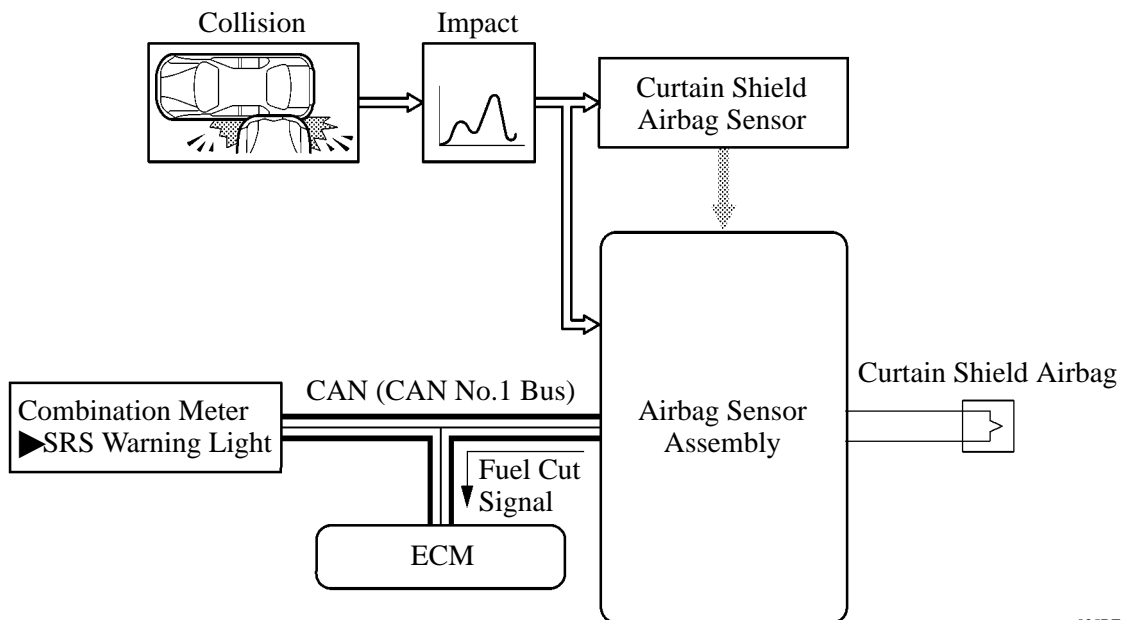 Collision
Impact
Curtain Shield
Airbag Sensor
CAN (CAN No.1 Bus)
Curtain Shield Airbag
Combination Meter
▶SRS Warning Light
Airbag Sensor
Assembly
Fuel Cut
Signal
ECM